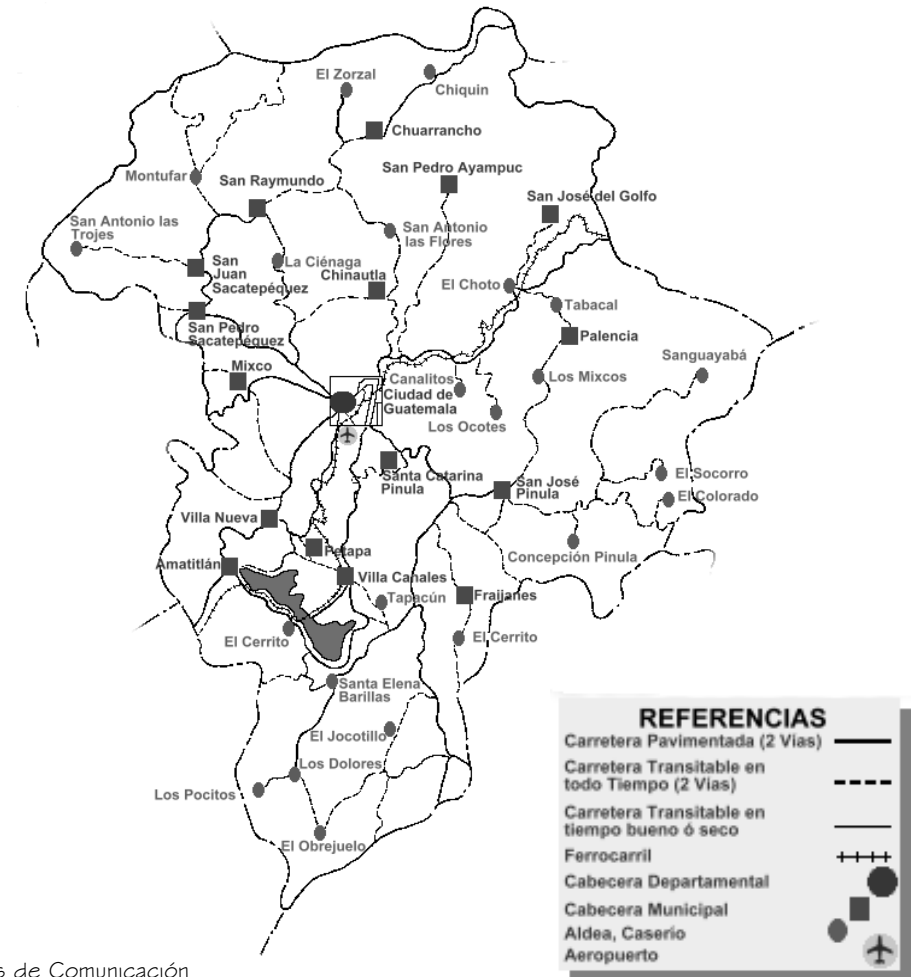 El Zorzal
Chiquin
Chuarrancho
San Pedro Ayampuc
Montufar
San Raymundo
San José del Golfo
San Antonio las
Trojes
San Antonio
las Flores
San
Juan
Sacatepéquez
La Ciénaga
Chinautla
El Choto
Tabacal
San Pedro
Sacatepéquez
Palencia
Mixco
Sanguayabá
Canalitos
Ciudad de
Guatemala
Los Mixcos
Los Ocotes
Santa Catarina
Pinula
San José
Pinula
El Socorro
El Colorado
Villa Nueva
Concepción Pinula
Petapa
Amatitlán
Villa Canales
Tapacún
Fraijanes
El Cerrito
El Cerrito
Santa Elena
Barillas
El Jocotillo
Los Dolores
Los Pocitos
El Obrejuelo
REFERENCIAS
Carretera Pavimentada (2 Vias)
Carretera Transitable en
todo Tiempo (2 Vias)
Carretera Transitable en
tiempo bueno ó seco
Ferrocarril
Cabecera Departamental
Cabecera Municipal
Aldea, Caserio
Aeropuerto
s de Comunicación